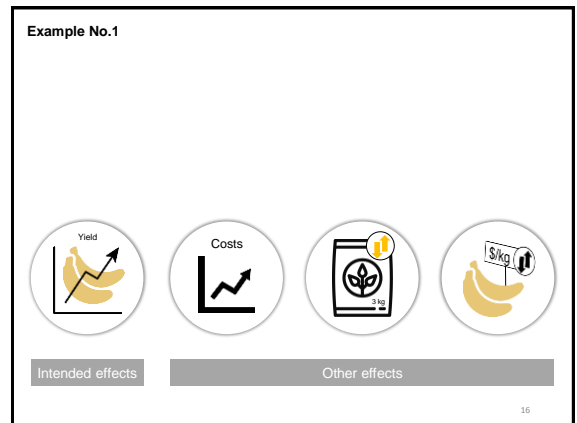 Example No.1
Yield
Costs
3 kg
$/kg
Intended effects
Other effects
16